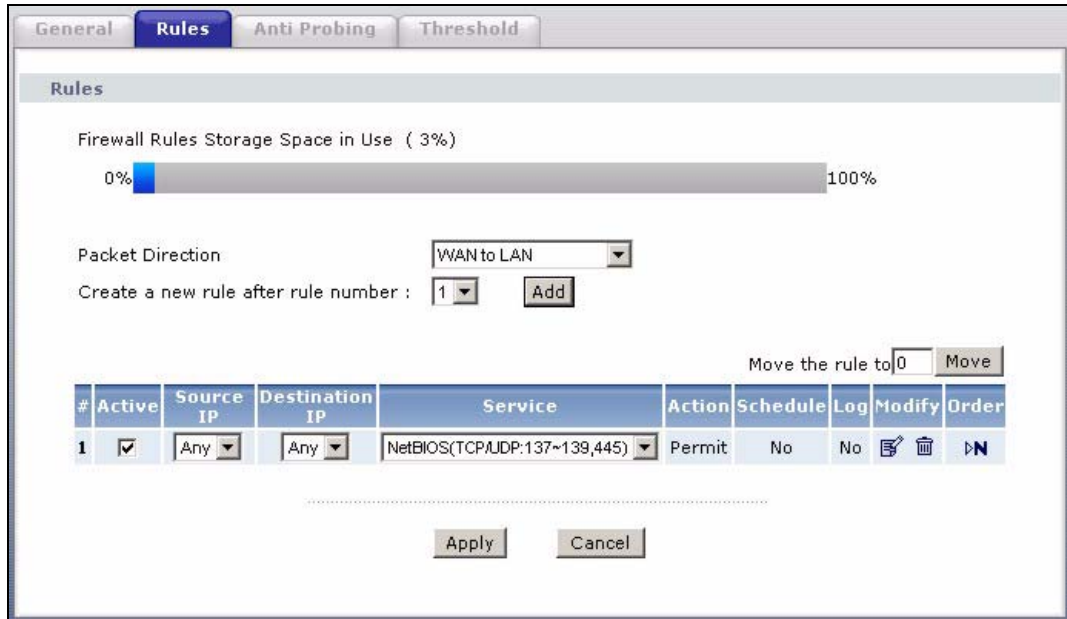 General Rules Anti Probing Threshold
Rules
Firewall Rules Storage Space in Use ( 3%)
0% 100%
Packet Direction WAN to LAN
Create a new rule after rule number : 1 Add
Move the rule to 0 Move
# Active Source IP Destination IP Service Action Schedule Log Modify Order
1 Any Any NetBIOS(TCP/UDP:137~139,445) Permit No No N
Apply Cancel